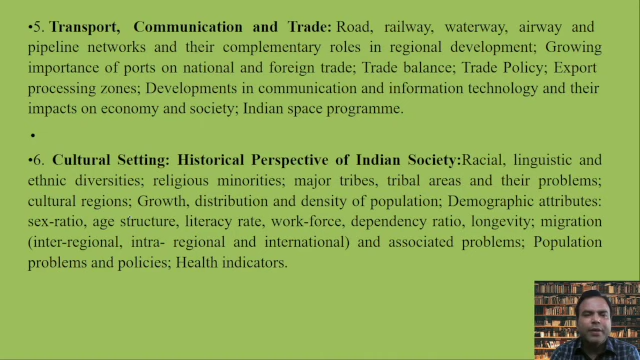 •5. Transport, Communication and Trade: Road, railway, waterway, airway and
pipeline networks and their complementary roles in regional development; Growing
importance of ports on national and foreign trade; Trade balance; Trade Policy; Export
processing zones; Developments in communication and information technology and their
impacts on economy and society; Indian space programme.
•
•6. Cultural Setting: Historical Perspective of Indian Society:Racial, linguistic and
ethnic diversities; religious minorities; major tribes, tribal areas and their problems;
cultural regions; Growth, distribution and density of population; Demographic attributes:
sex-ratio, age structure, literacy rate, work-force, dependency ratio, longevity; migration
(inter-regional, intra- regional and international) and associated problems; Population
problems and policies; Health indicators.